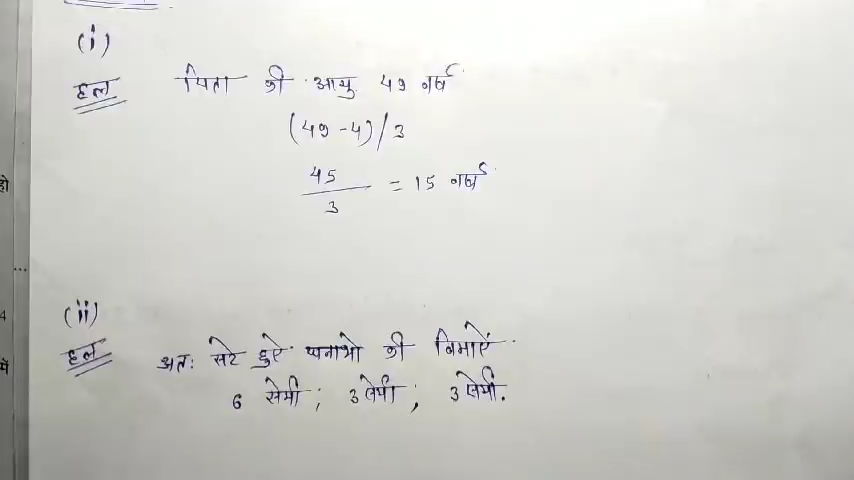 (i)
हल पिता की आयु 49 वर्ष
(49 - 4) / 3
45
= 15 वर्ष
3
(ii)
हल अतः सटे हुए घनाभो की विमाऐं
6 सेमी ; 3 सेमी ; 3 सेमी.